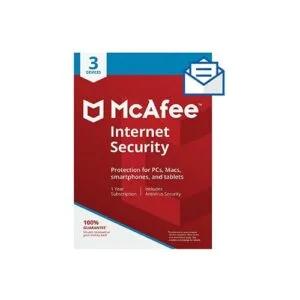 3
DEVICES
McAfee™
Internet
Security
Protection for PCs, Macs,
smartphones, and tablets
1 Year
Subscription
Includes
Antivirus Security
100%
GUARANTEE